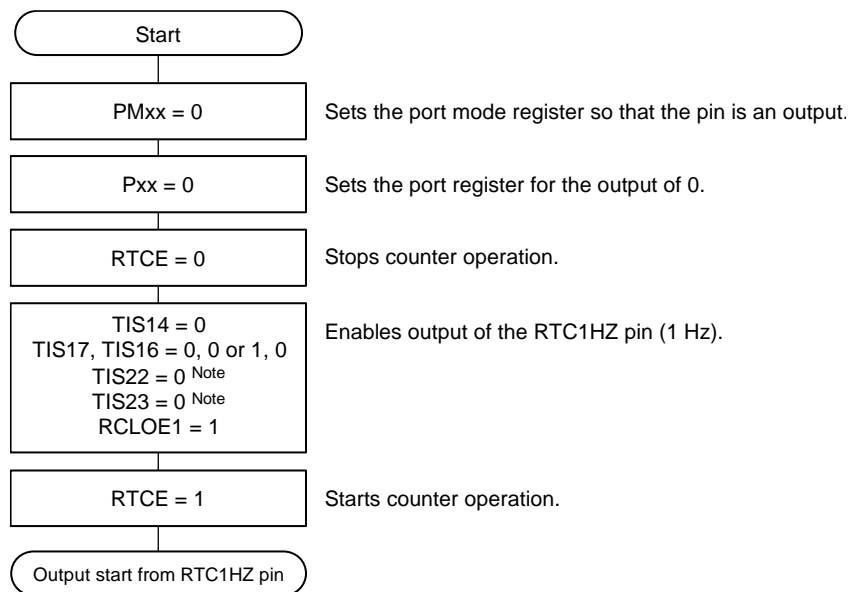 Start
PMxx = 0
Sets the port mode register so that the pin is an output.
Pxx = 0
Sets the port register for the output of 0.
RTCE = 0
Stops counter operation.
TIS14 = 0
TIS17, TIS16 = 0, 0 or 1, 0
TIS22 = 0 Note
TIS23 = 0 Note
RCLOE1 = 1
Enables output of the RTC1HZ pin (1 Hz).
RTCE = 1
Starts counter operation.
Output start from RTC1HZ pin